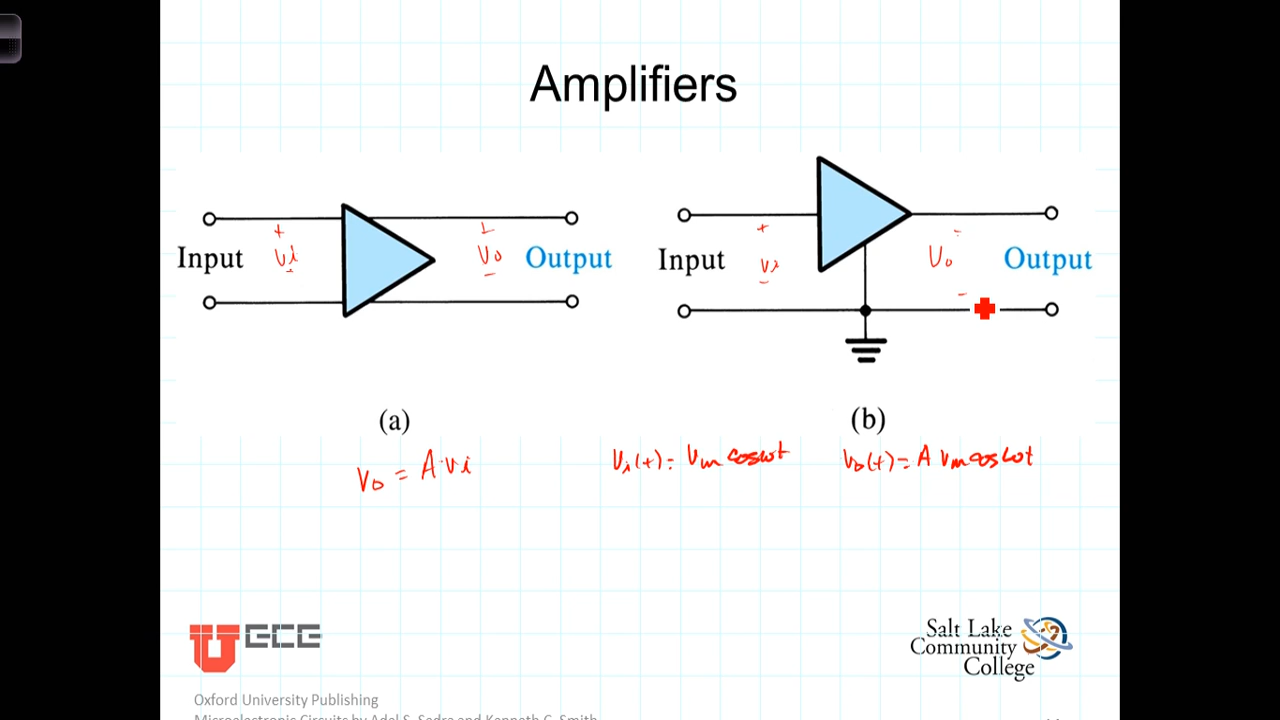 Amplifiers
+ + + =
Input vi vo Output Input vi vo Output
- - - -
(a) (b)
vo = A·vi vi(t) = vm cosωt vo(t) = A vm cosωt
U ECE
Salt Lake
Community
College
Oxford University Publishing
Microelectronic Circuits by Adel S. Sedra and Kenneth C. Smith